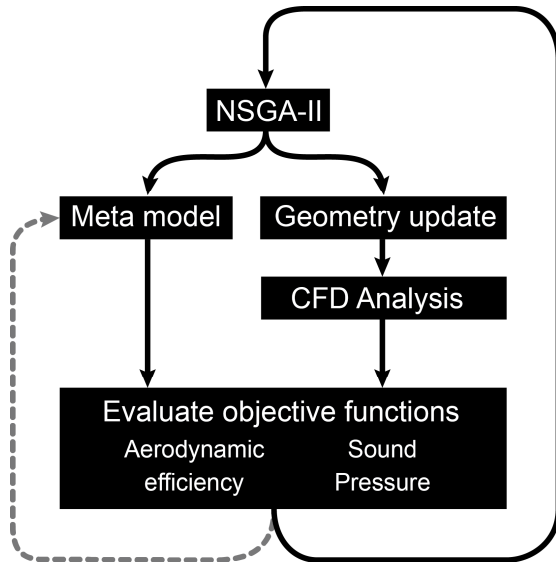 NSGA-II
Meta model
Geometry update
CFD Analysis
Evaluate objective functions
Aerodynamic
efficiency
Sound
Pressure